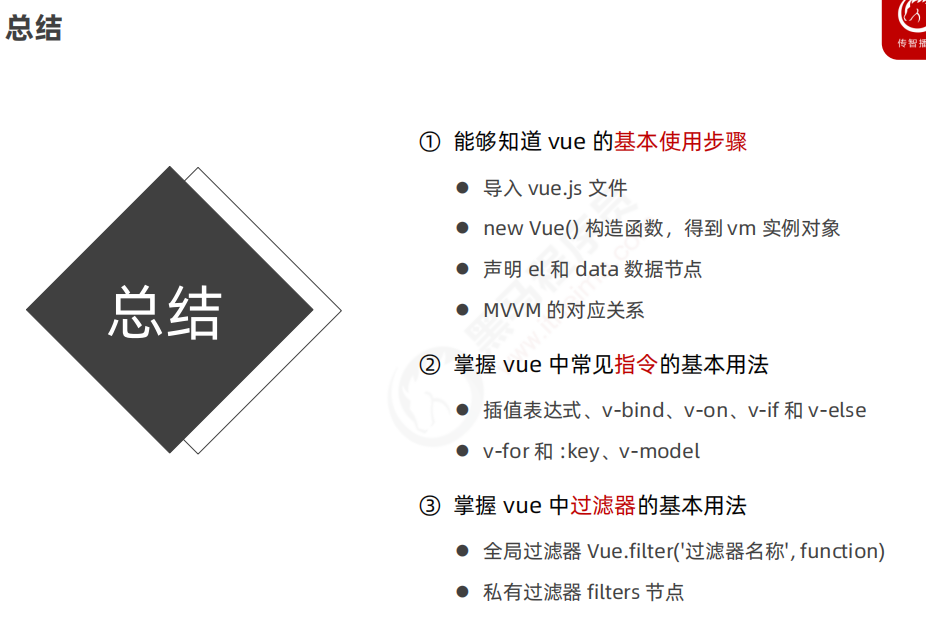 总结
传智播
总结
① 能够知道 vue 的基本使用步骤
● 导入 vue.js 文件
● new Vue() 构造函数，得到 vm 实例对象
● 声明 el 和 data 数据节点
● MVVM 的对应关系
② 掌握 vue 中常见指令的基本用法
● 插值表达式、v-bind、v-on、v-if 和 v-else
● v-for 和 :key、v-model
③ 掌握 vue 中过滤器的基本用法
● 全局过滤器 Vue.filter('过滤器名称', function)
● 私有过滤器 filters 节点
黑马程序员